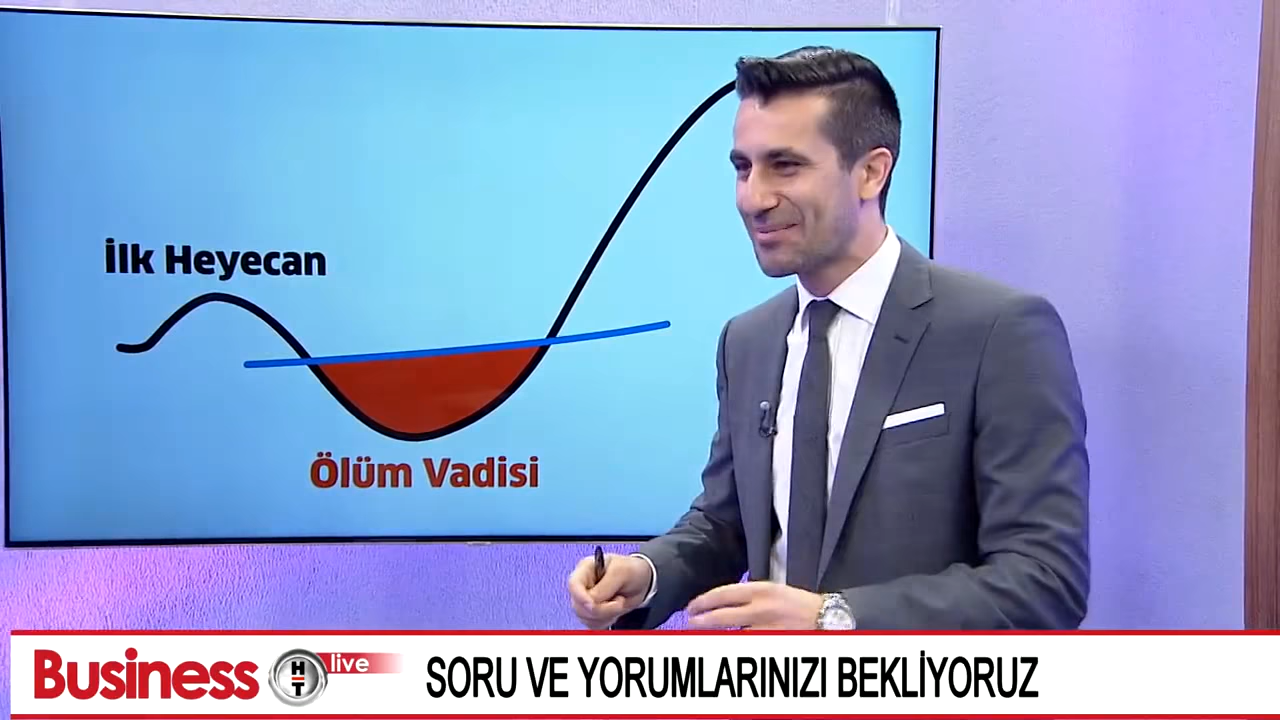 İlk Heyecan
Ölüm Vadisi
Business HT live
SORU VE YORUMLARINIZI BEKLİYORUZ